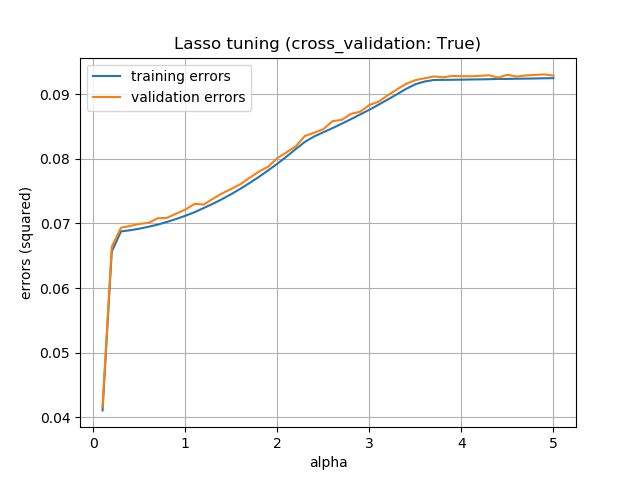 Lasso tuning (cross_validation: True)
training errors
validation errors
errors (squared)
0.09
0.08
0.07
0.06
0.05
0.04
0 1 2 3 4 5
alpha